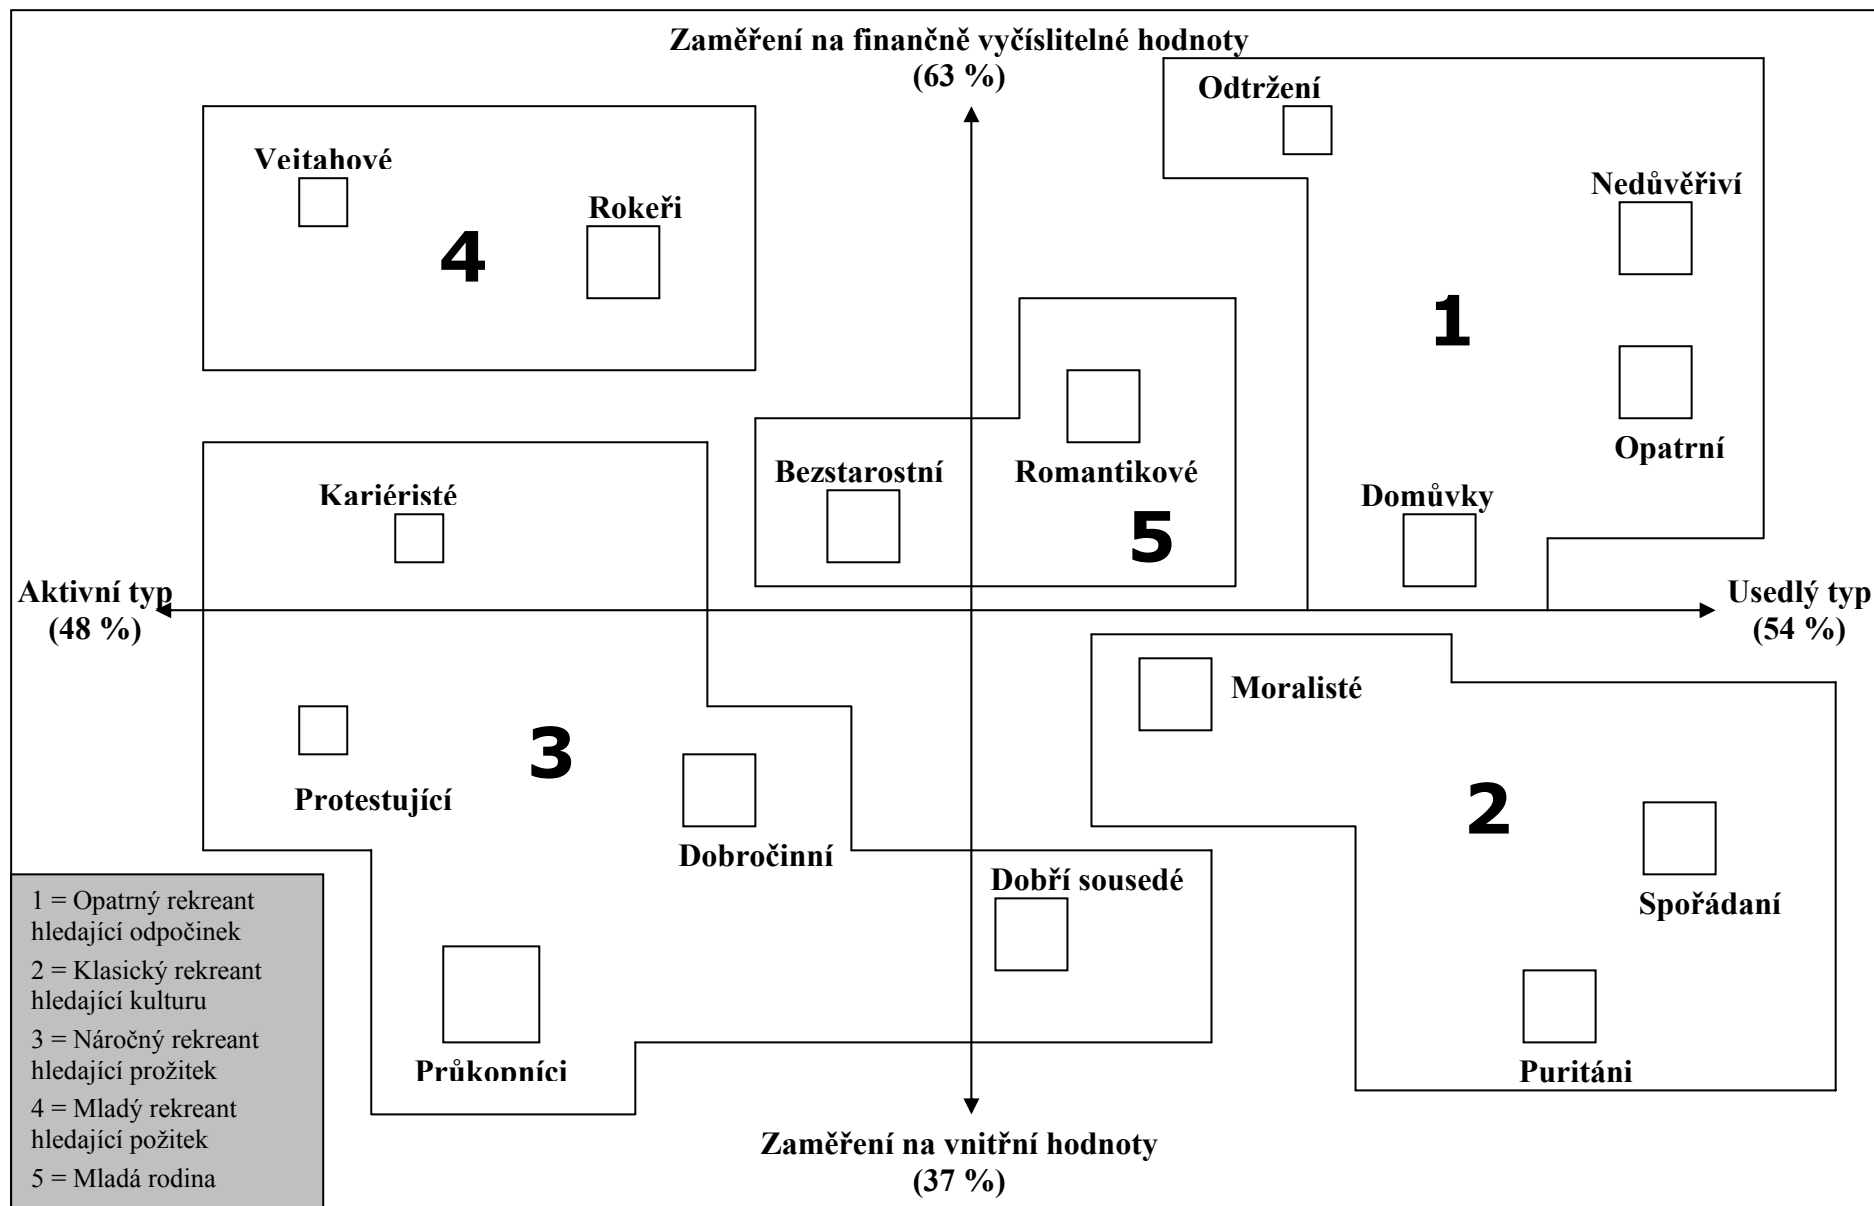 Zaměření na finančně vyčíslitelné hodnoty
(63 %)
Odtržení
Vejtahové
Nedůvěřiví
Rokeři
4
1
Opatrní
Bezstarostní
Romantikové
Kariéristé
Domůvky
5
Aktivní typ
(48 %)
Usedlý typ
(54 %)
Moralisté
3
Protestující
2
Dobročinní
Dobří sousedé
Spořádaní
Průkopníci
Puritáni
1 = Opatrný rekreant
hledající odpočinek
2 = Klasický rekreant
hledající kulturu
3 = Náročný rekreant
hledající prožitek
4 = Mladý rekreant
hledající požitek
5 = Mladá rodina
Zaměření na vnitřní hodnoty
(37 %)